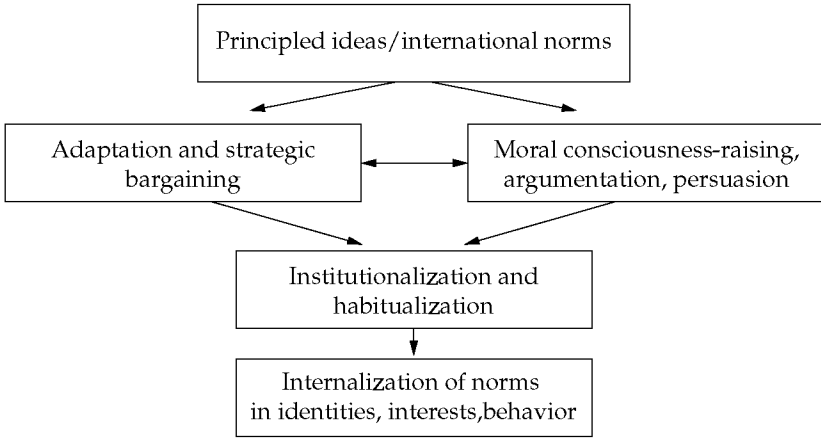 Principled ideas/international norms
Adaptation and strategic
bargaining
Moral consciousness-raising,
argumentation, persuasion
Institutionalization and
habitualization
Internalization of norms
in identities, interests,behavior